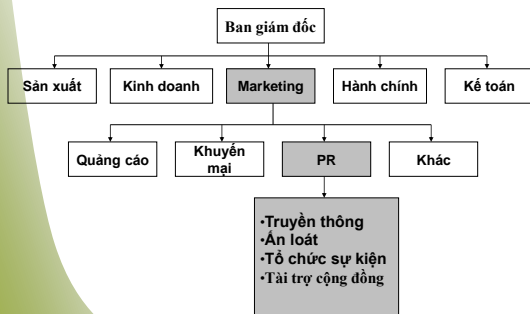 Ban giám đốc
Sản xuất
Kinh doanh
Marketing
Hành chính
Kế toán
Quảng cáo
Khuyến
mại
PR
Khác
•Truyền thông
•Ấn loát
•Tổ chức sự kiện
•Tài trợ cộng đồng